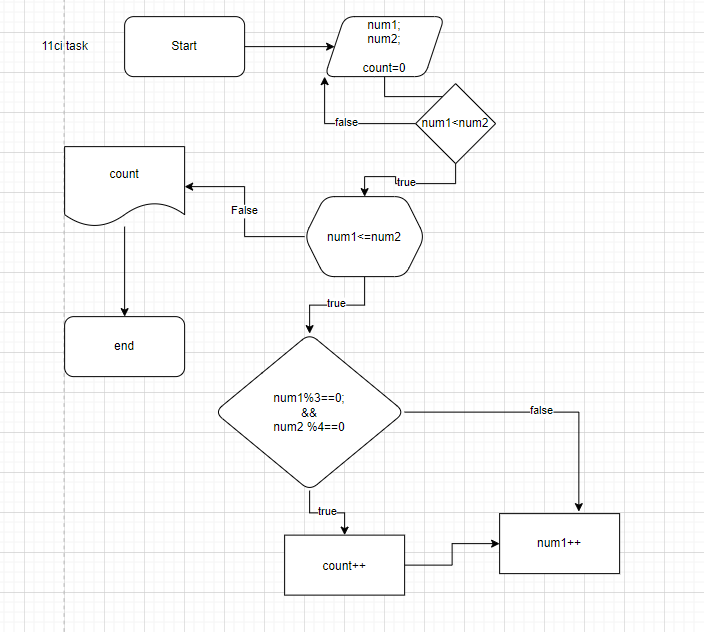 11ci task
Start
num1;
num2;
count=0
false
num1<num2
true
count
False
num1<=num2
true
end
num1%3==0;
&&
num2 %4==0
false
true
count++
num1++